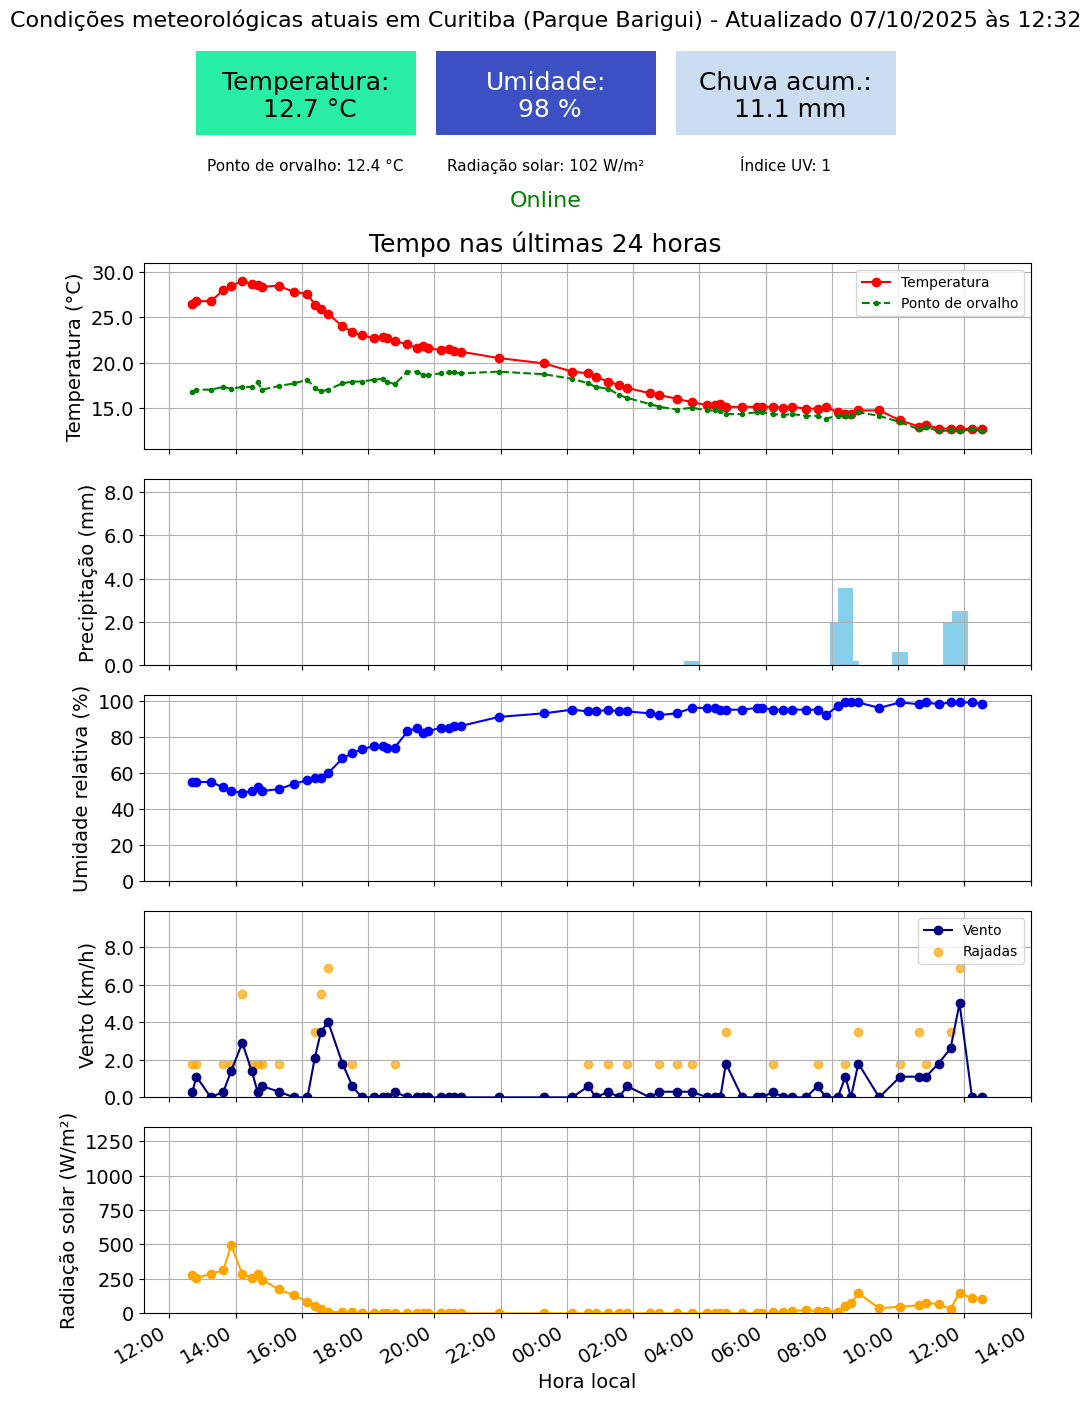 Condições meteorológicas atuais em Curitiba (Parque Barigui) - Atualizado 07/10/2025 às 12:32
Temperatura:
12.7 °C
Umidade:
98 %
Chuva acum.:
11.1 mm
Ponto de orvalho: 12.4 °C
Radiação solar: 102 W/m²
Índice UV: 1
Online
Tempo nas últimas 24 horas
Temperatura (°C)
30.0
25.0
20.0
15.0
Temperatura
Ponto de orvalho
Precipitação (mm)
8.0
6.0
4.0
2.0
0.0
Umidade relativa (%)
100
80
60
40
20
0
Vento (km/h)
8.0
6.0
4.0
2.0
0.0
Vento
Rajadas
Radiação solar (W/m²)
1250
1000
750
500
250
0
12:00
14:00
16:00
18:00
20:00
22:00
00:00
02:00
04:00
06:00
08:00
10:00
12:00
14:00
Hora local